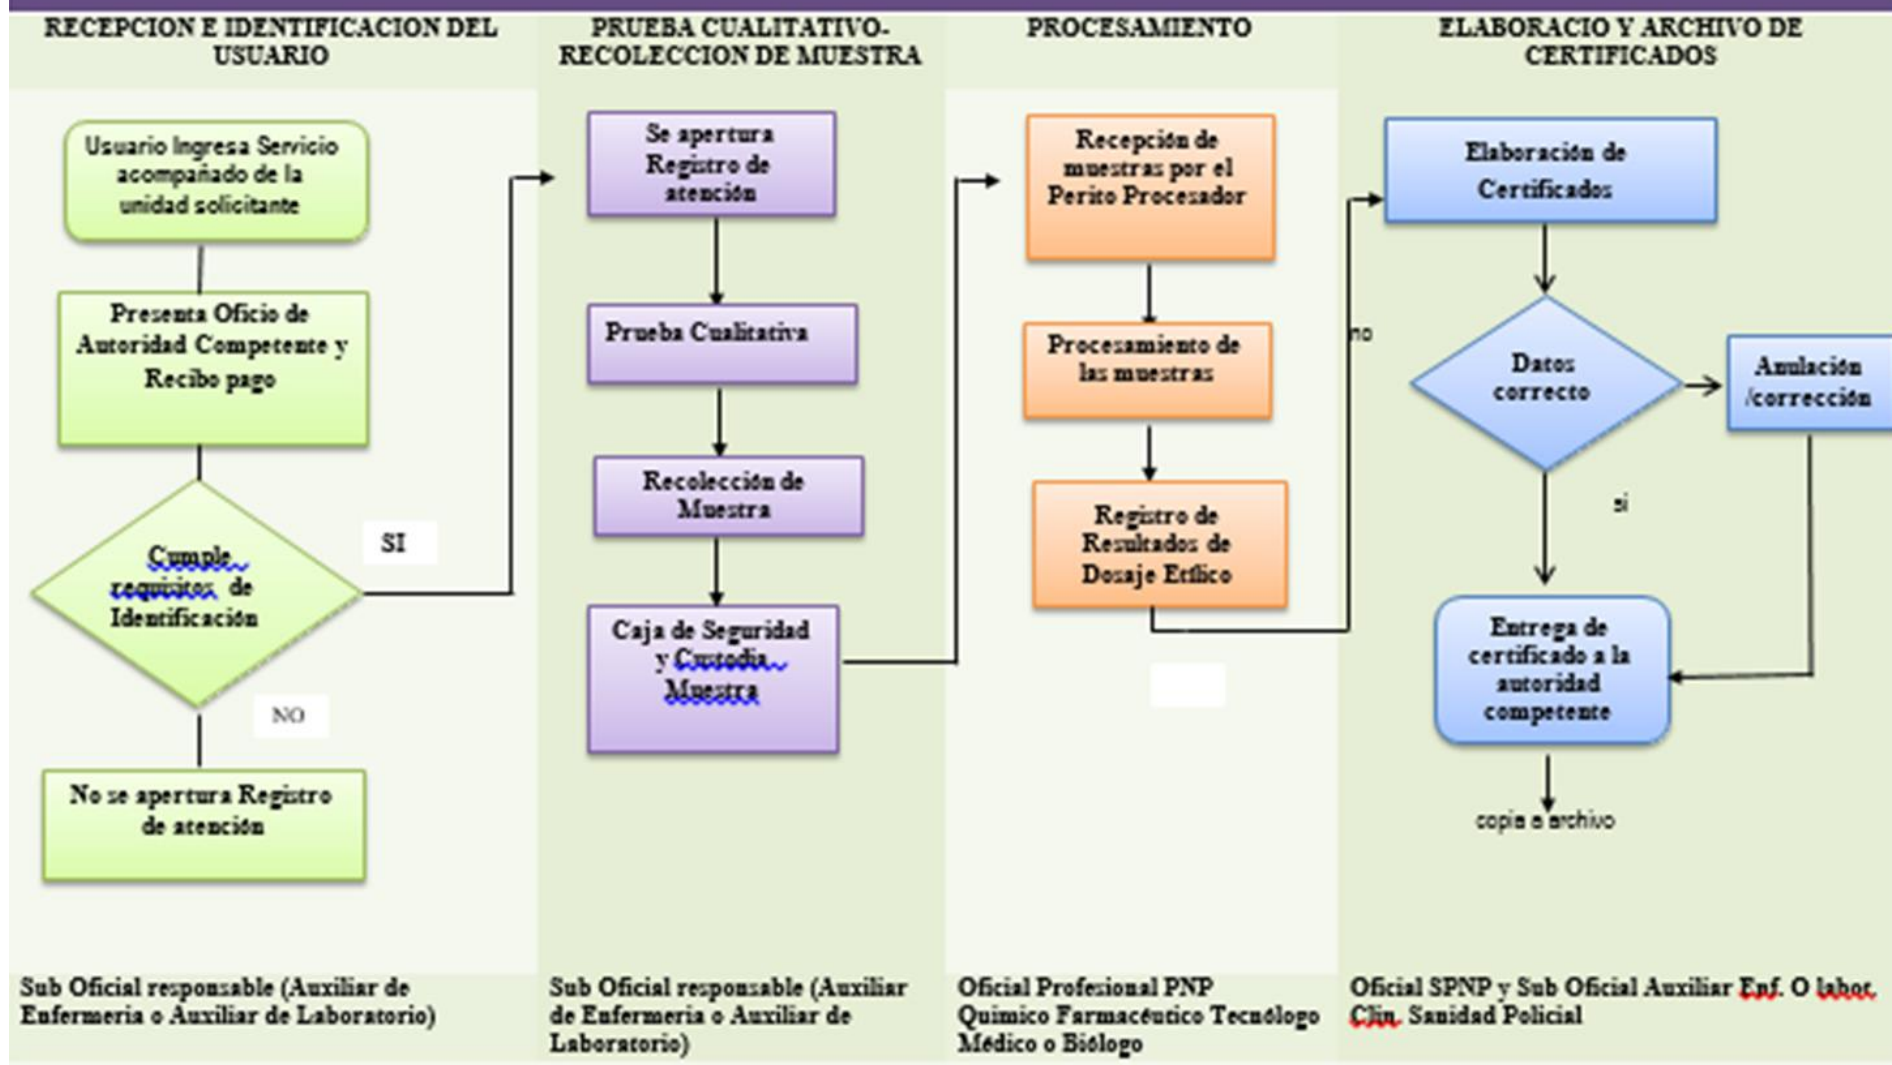 RECEPCION E IDENTIFICACION DEL
USUARIO
Usuario Ingresa Servicio
acompañado de la
unidad solicitante
Presenta Oficio de
Autoridad Competente y
Recibo pago
Cumple
requisitos de
Identificación
SI
NO
No se apertura Registro
de atención
Sub Oficial responsable (Auxiliar de
Enfermeria o Auxiliar de Laboratorio)
PRUEBA CUALITATIVO-
RECOLECCION DE MUESTRA
Se apertura
Registro de
atención
Prueba Cualitativa
Recolección de
Muestra
Caja de Seguridad
y Custodia
Muestra
Sub Oficial responsable (Auxiliar
de Enfermeria o Auxiliar de
Laboratorio)
PROCESAMIENTO
Recepción de
muestras por el
Perito Procesador
Procesamiento de
las muestras
Registro de
Resultados de
Dosaje Etílico
Oficial Profesional PNP
Quimico Farmacéutico Tecnólogo
Médico o Biólogo
ELABORACIO Y ARCHIVO DE
CERTIFICADOS
Elaboración de
Certificados
no
Datos
correcto
Anulación
/corrección
si
Entrega de
certificado a la
autoridad
competente
copia a archivo
Oficial SPNP y Sub Oficial Auxiliar Enf. O labor.
Clin. Sanidad Policial